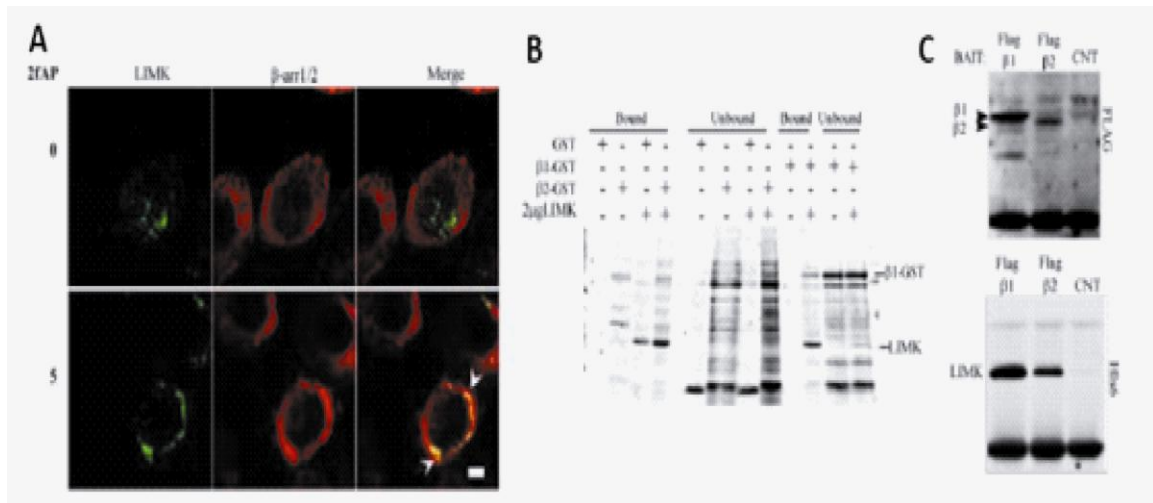 A
2fAP
LIMK β-arr1/2 Merge
0
5
B
Bound Unbound Bound Unbound
GST + - + - + - + - - - - -
β1-GST - - - - - - - - + + + +
β2-GST - + - + - + - + - - - -
2µgLIMK - - + + - - + + - + - +
β1-GST
LIMK
C
Flag Flag
BAIT: β1 β2 CNT
β1
β2
FLAG
Flag Flag
β1 β2 CNT
LIMK
*